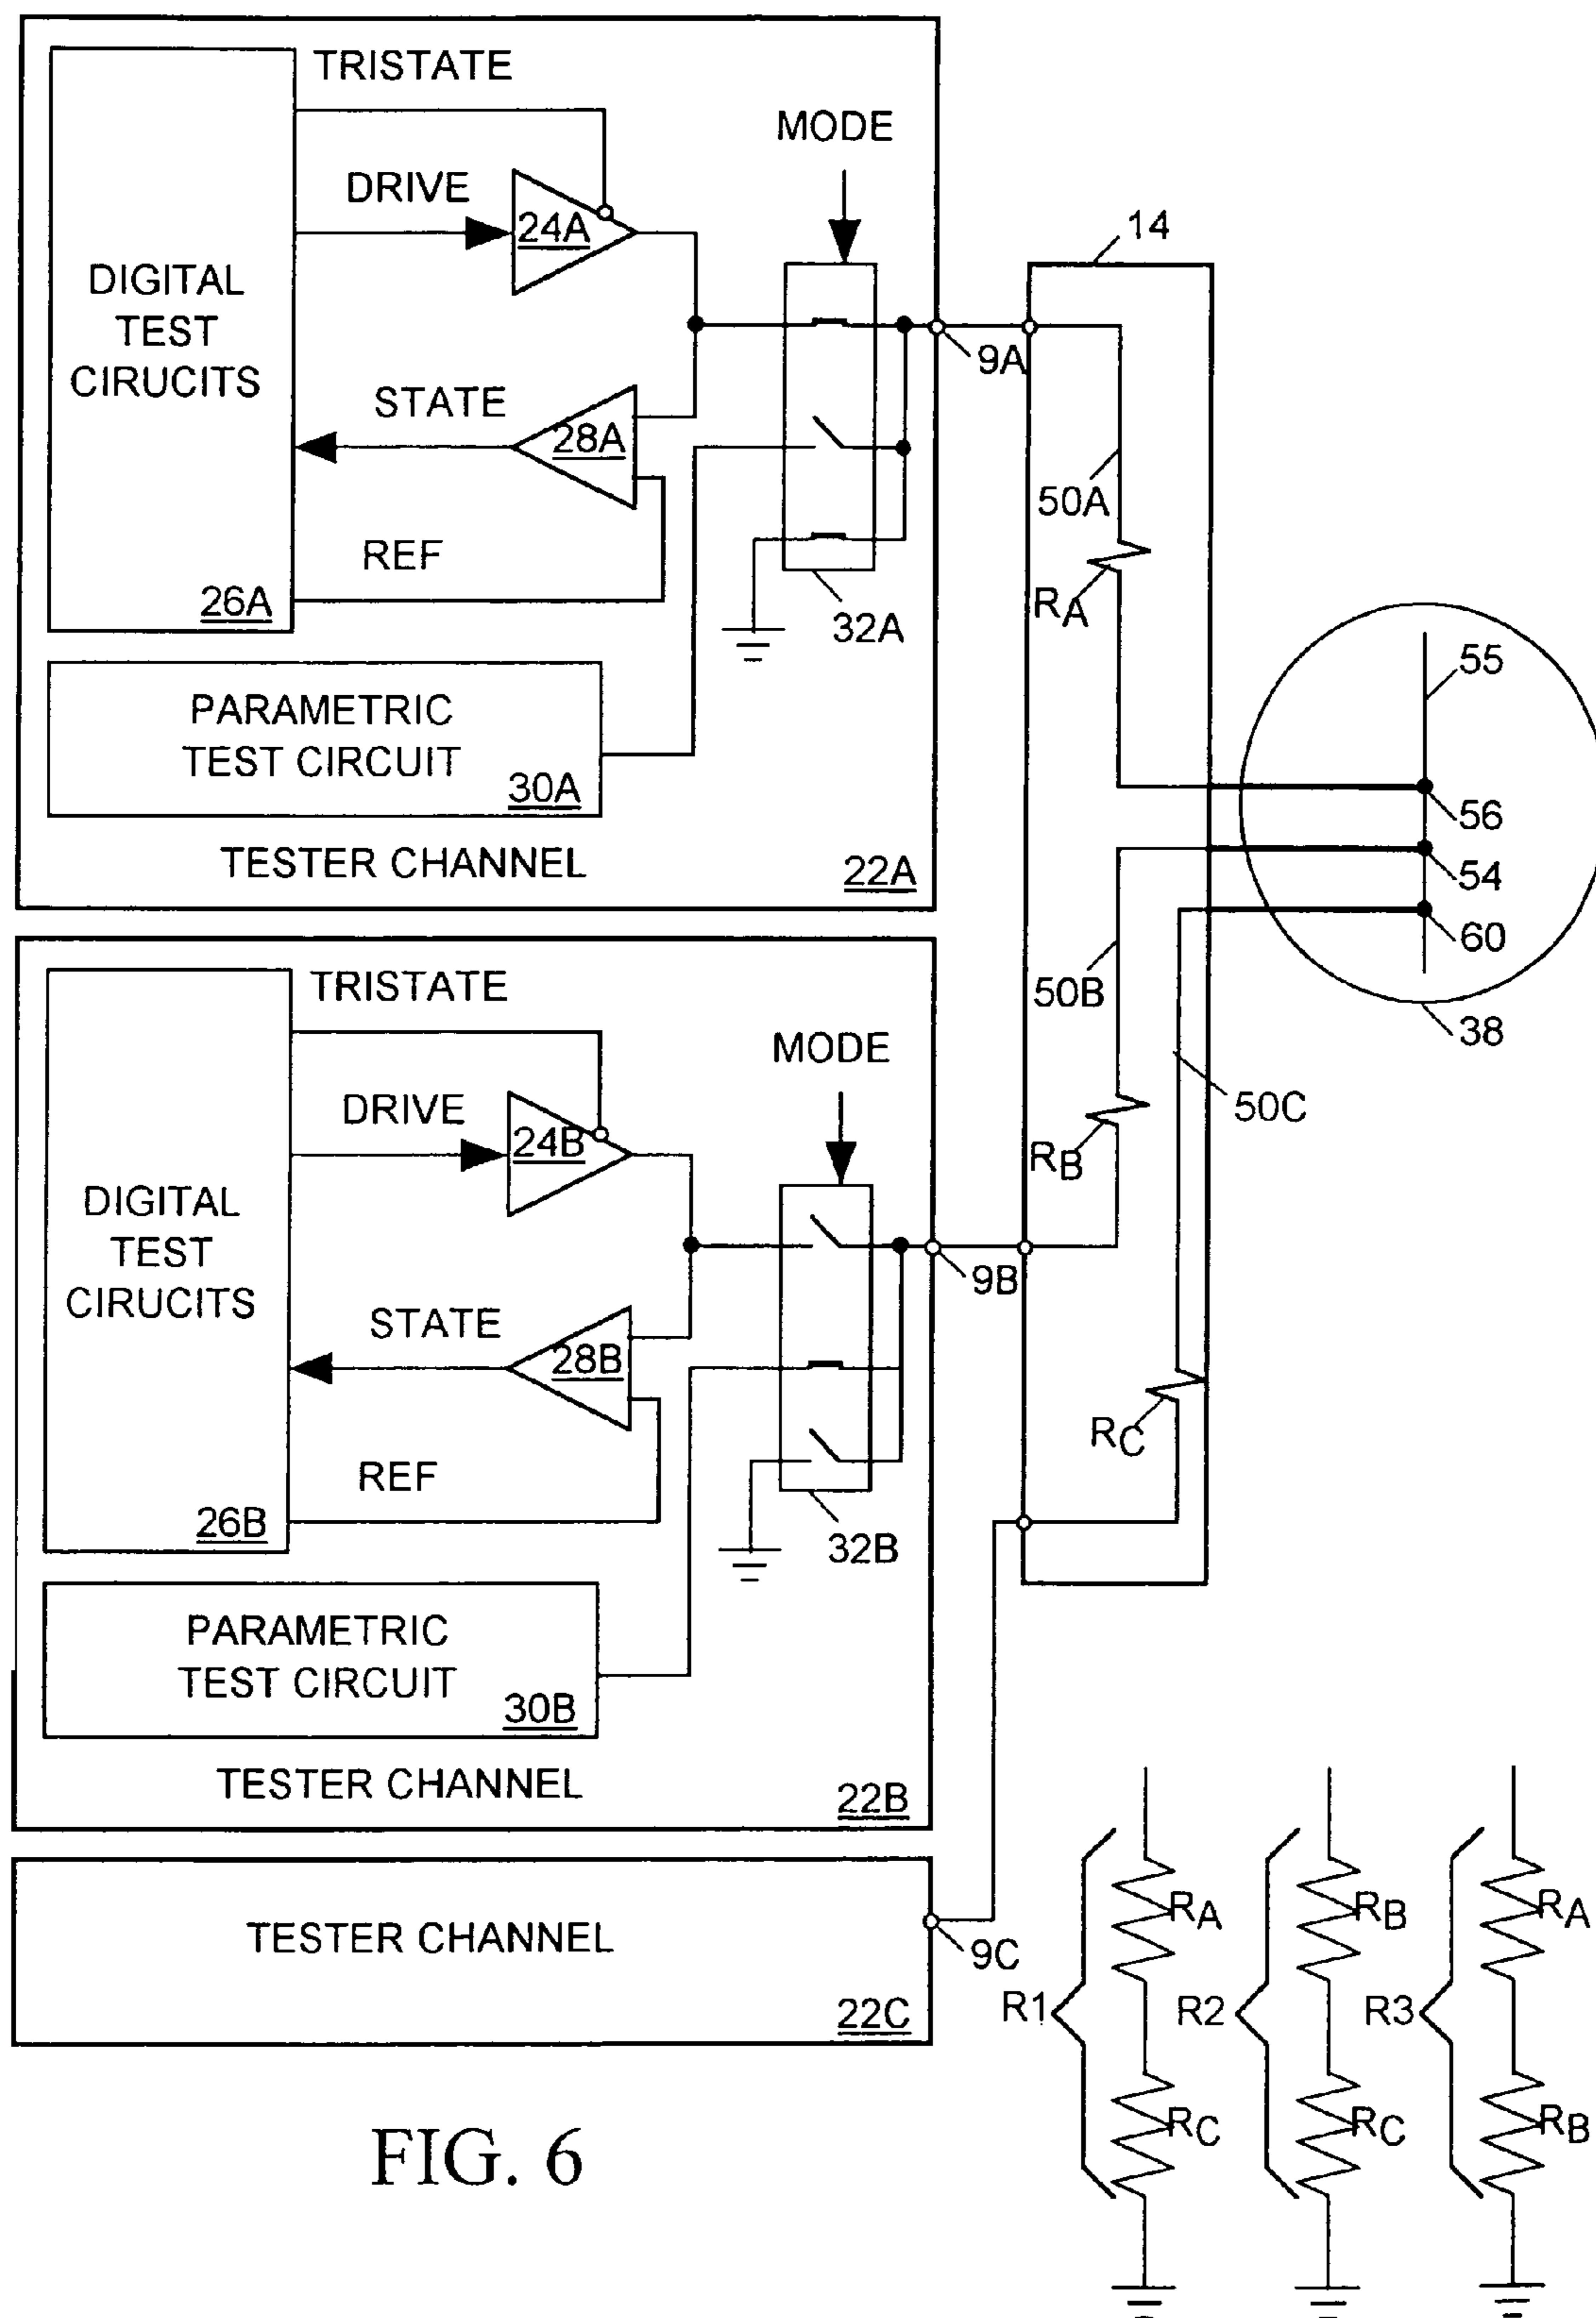 TRISTATE
MODE
DRIVE
24A
14
DIGITAL
TEST
CIRUCITS
9A
STATE
28A
50A
REF
26A
32A
RA
55
PARAMETRIC
TEST CIRCUIT
30A
56
TESTER CHANNEL
22A
54
60
50B
38
TRISTATE
MODE
DRIVE
24B
50C
RB
DIGITAL
TEST
CIRUCITS
9B
STATE
28B
RC
REF
26B
32B
PARAMETRIC
TEST CIRCUIT
30B
TESTER CHANNEL
22B
TESTER CHANNEL
9C
22C
RA
RB
RA
R1
R2
R3
RC
RC
RB
FIG. 6